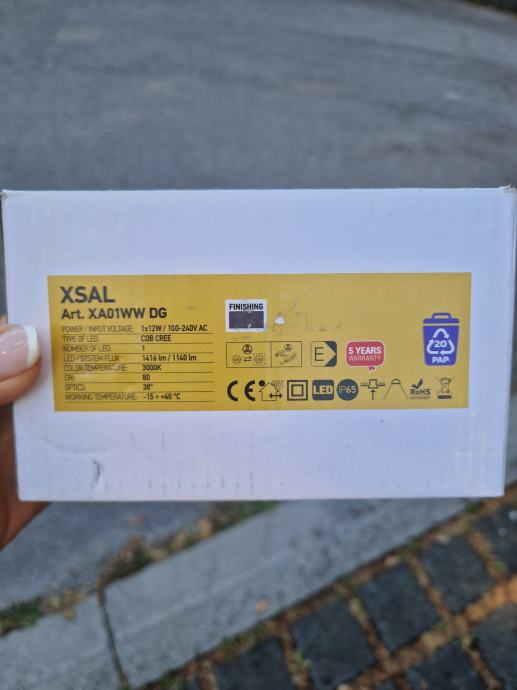 XSAL
Art. XA01WW DG
POWER / INPUT VOLTAGE: 1x12W / 100-240V AC
TYPE OF LED: COB CREE
NUMBER OF LED: 1
LED / SYSTEM FLUX: 1416 lm / 1140 lm
COLOR TEMPERATURE: 3000K
CRI: 80
OPTICS: 38°
WORKING TEMPERATURE: -15 ÷ +40 °C
FINISHING
E
5 YEARS
WARRANTY
CE
LED
IP65
RoHS
20
PAP